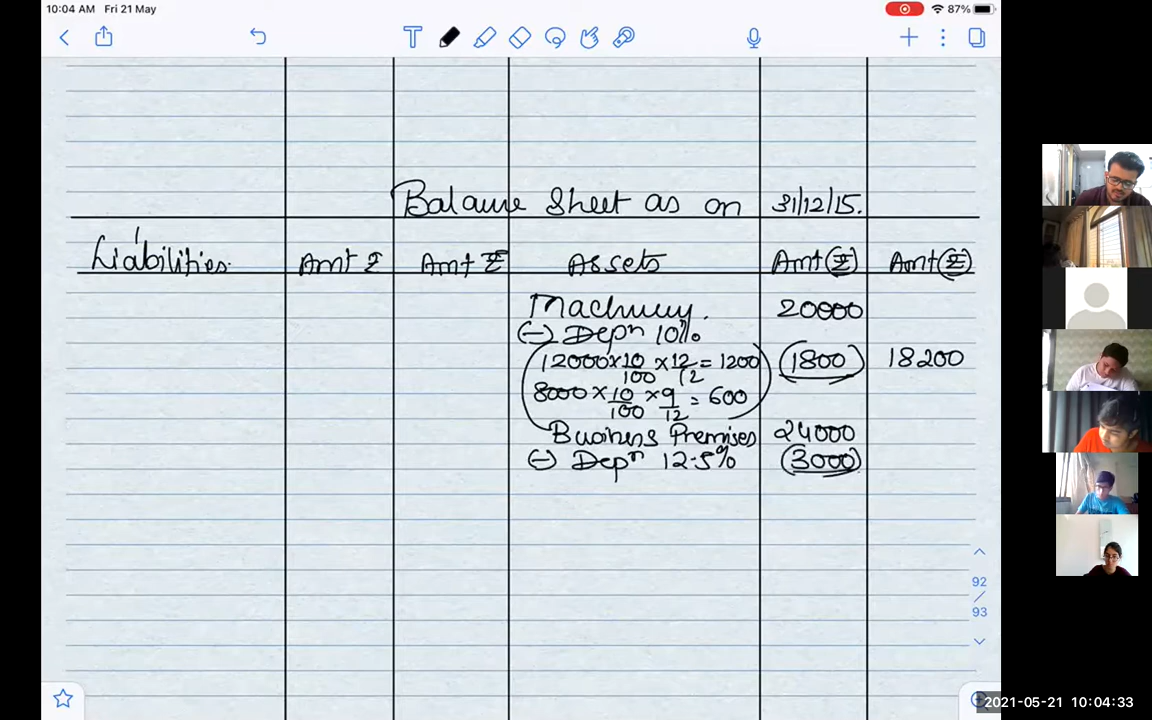 10:04 AM Fri 21 May 87%
T
Balance Sheet as on 31/12/15.
Liabilities. Amt ₹ Amt ₹ Assets Amt (₹) Amt (₹)
Machinery. 20000
(-) Depn 10%
12000 × 10/100 × 12/12 = 1200 (1800) 18200
8000 × 10/100 × 9/12 = 600
Business Premises 24000
(-) Depn 12.5% (3000)
92
/
93
2021-05-21 10:04:33